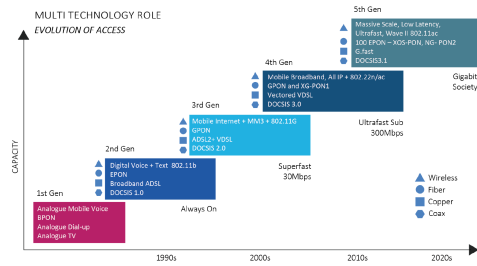 MULTI TECHNOLOGY ROLE
EVOLUTION OF ACCESS
5th Gen
Massive Scale, Low Latency,
Ultrafast, Wave II 802.11ac
100 EPON – XOS-PON, NG- PON2
G.fast
DOCSIS3.1
Gigabit
Society
4th Gen
Mobile Broadband, All IP + 802.22n/ac
GPON and XG-PON1
Vectored VDSL
DOCSIS 3.0
Ultrafast Sub
300Mbps
3rd Gen
Mobile Internet + MM3 + 802.11G
GPON
ADSL2+ VDSL
DOCSIS 2.0
Superfast
30Mbps
2nd Gen
Digital Voice + Text 802.11b
EPON
Broadband ADSL
DOCSIS 1.0
Always On
1st Gen
Analogue Mobile Voice
BPON
Analogue Dial-up
Analogue TV
CAPACITY
Wireless
Fiber
Copper
Coax
1990s
2000s
2010s
2020s